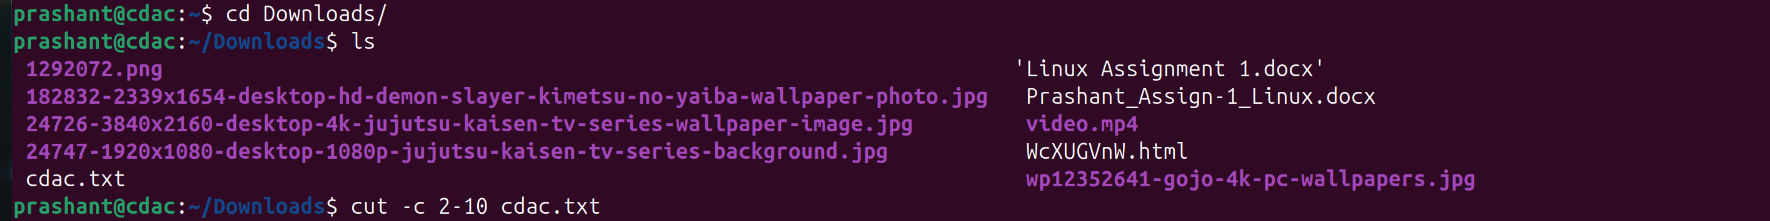 prashant@cdac:~$ cd Downloads/
prashant@cdac:~/Downloads$ ls
1292072.png 'Linux Assignment 1.docx'
182832-2339x1654-desktop-hd-demon-slayer-kimetsu-no-yaiba-wallpaper-photo.jpg Prashant_Assign-1_Linux.docx
24726-3840x2160-desktop-4k-jujutsu-kaisen-tv-series-wallpaper-image.jpg video.mp4
24747-1920x1080-desktop-1080p-jujutsu-kaisen-tv-series-background.jpg WcXUGVnW.html
cdac.txt wp12352641-gojo-4k-pc-wallpapers.jpg
prashant@cdac:~/Downloads$ cut -c 2-10 cdac.txt